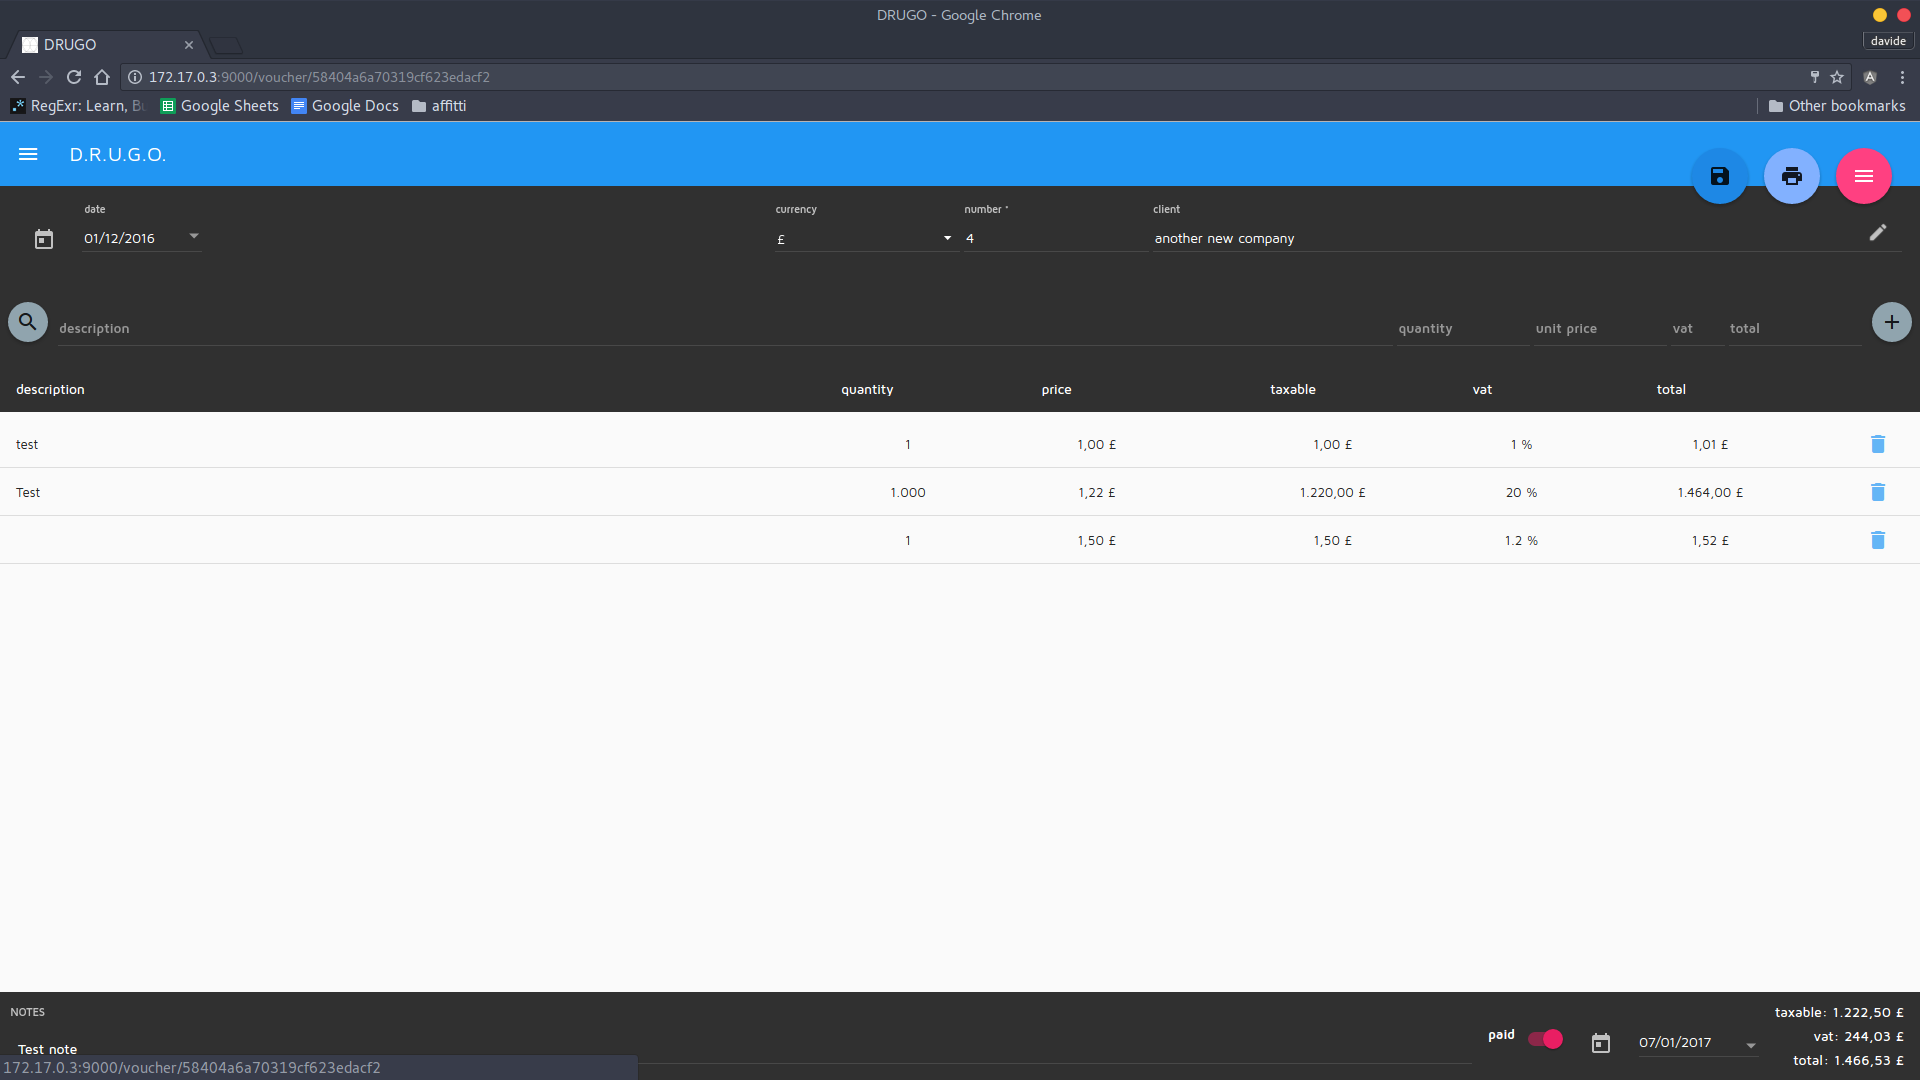 DRUGO - Google Chrome
DRUGO
davide
172.17.0.3:9000/voucher/58404a6a70319cf623edacf2
RegExr: Learn, Bu Google Sheets Google Docs affitti Other bookmarks
D.R.U.G.O.
date currency number * client
01/12/2016 £ 4 another new company
description quantity unit price vat total
description quantity price taxable vat total
test 1 1,00 £ 1,00 £ 1 % 1,01 £
Test 1.000 1,22 £ 1.220,00 £ 20 % 1.464,00 £
1 1,50 £ 1,50 £ 1.2 % 1,52 £
NOTES
Test note
paid 07/01/2017
taxable: 1.222,50 £
vat: 244,03 £
total: 1.466,53 £
172.17.0.3:9000/voucher/58404a6a70319cf623edacf2